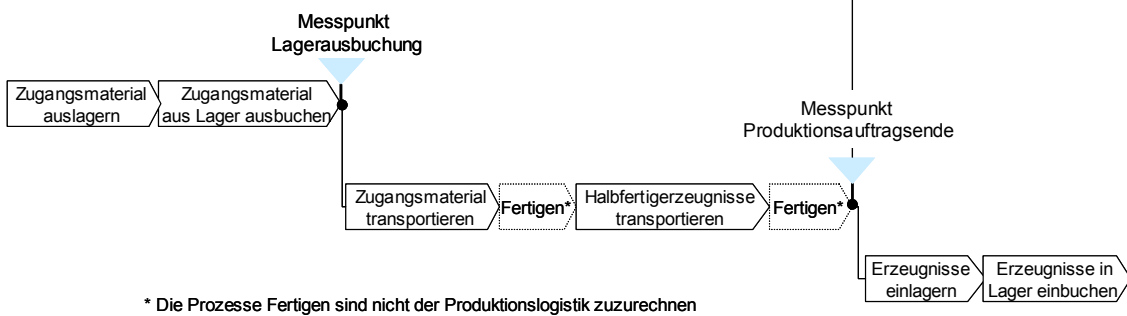 Messpunkt
Lagerausbuchung
Zugangsmaterial
auslagern
Zugangsmaterial
aus Lager ausbuchen
Messpunkt
Produktionsauftragsende
Zugangsmaterial
transportieren
Fertigen*
Halbfertigerzeugnisse
transportieren
Fertigen*
Erzeugnisse
einlagern
Erzeugnisse in
Lager einbuchen
* Die Prozesse Fertigen sind nicht der Produktionslogistik zuzurechnen